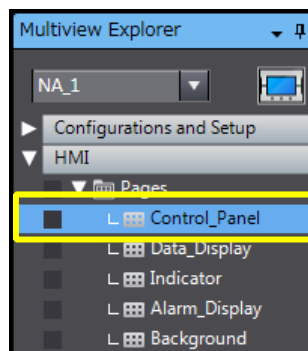 Multiview Explorer
NA_1
Configurations and Setup
HMI
Pages
Control_Panel
Data_Display
Indicator
Alarm_Display
Background